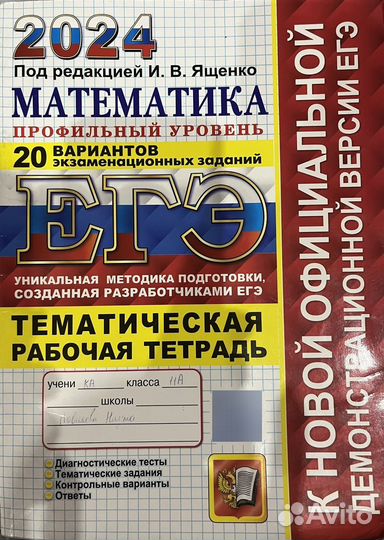 2024
Под редакцией И. В. Ященко
МАТЕМАТИКА
ПРОФИЛЬНЫЙ УРОВЕНЬ
20 ВАРИАНТОВ
экзаменационных заданий
ЕГЭ
УНИКАЛЬНАЯ МЕТОДИКА ПОДГОТОВКИ,
СОЗДАННАЯ РАЗРАБОТЧИКАМИ ЕГЭ
ТЕМАТИЧЕСКАЯ
РАБОЧАЯ ТЕТРАДЬ
учени ка класса 11А
школы
Диагностические тесты
Тематические задания
Контрольные варианты
Ответы
К НОВОЙ ОФИЦИАЛЬНОЙ
ДЕМОНСТРАЦИОННОЙ ВЕРСИИ ЕГЭ
Avito